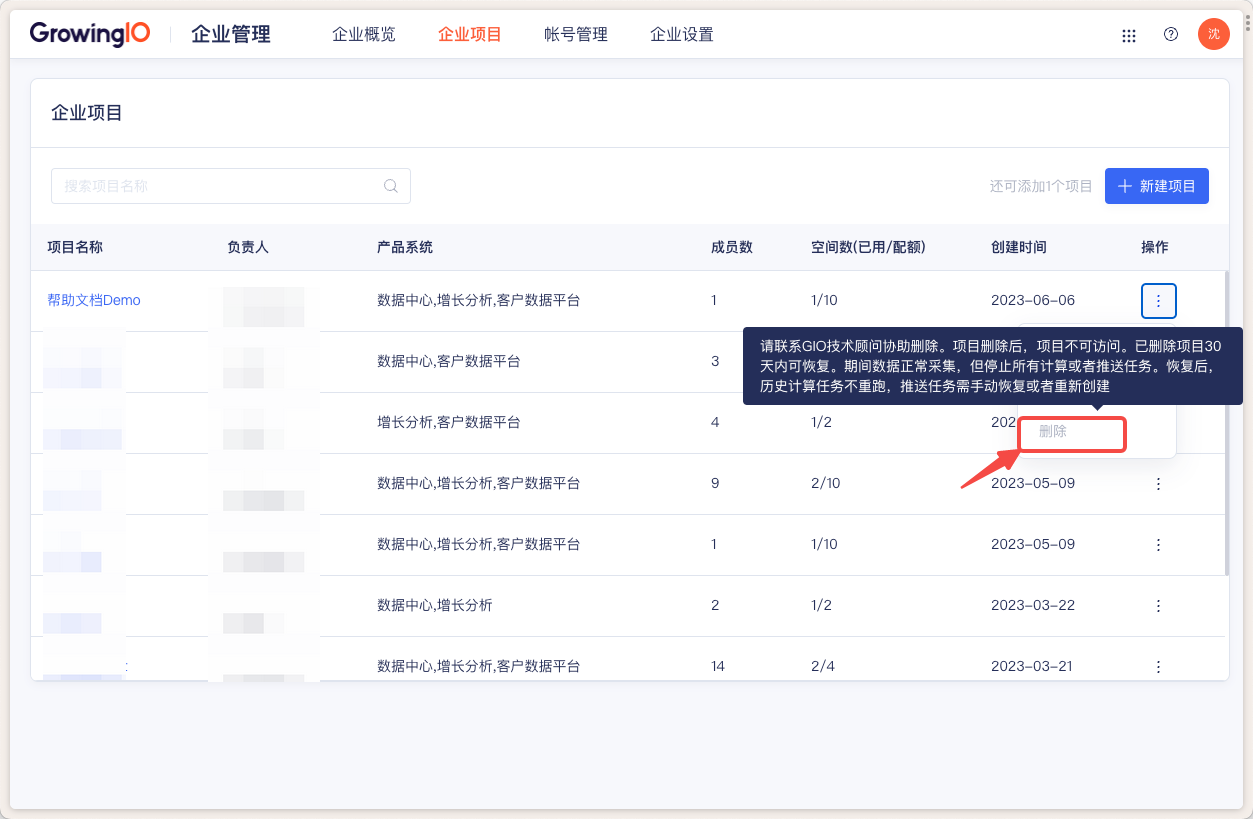 GrowingIO
企业管理
企业概览
企业项目
帐号管理
企业设置
沈
企业项目
搜索项目名称
还可添加1个项目
新建项目
项目名称 负责人 产品系统 成员数 空间数(已用/配额) 创建时间 操作
帮助文档Demo 数据中心,增长分析,客户数据平台 1 1/10 2023-06-06
请联系GIO技术顾问协助删除。项目删除后，项目不可访问。已删除项目30
天内可恢复。期间数据正常采集，但停止所有计算或者推送任务。恢复后，
历史计算任务不重跑，推送任务需手动恢复或者重新创建
数据中心,客户数据平台 3
增长分析,客户数据平台 4 1/2 202
删除
数据中心,增长分析,客户数据平台 9 2/10 2023-05-09
数据中心,增长分析,客户数据平台 1 1/10 2023-05-09
数据中心,增长分析 2 1/2 2023-03-22
数据中心,增长分析,客户数据平台 14 2/4 2023-03-21